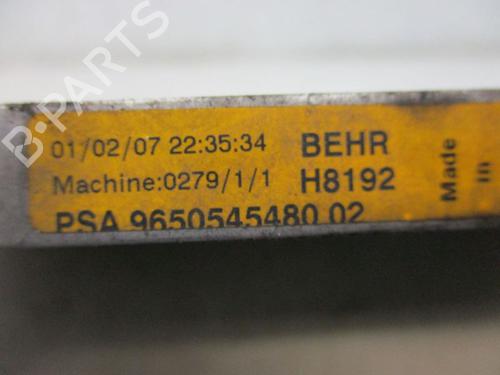 B-PARTS
01/02/07 22:35:34 BEHR
Machine:0279/1/1 H8192
PSA 9650545480 02
Made
in